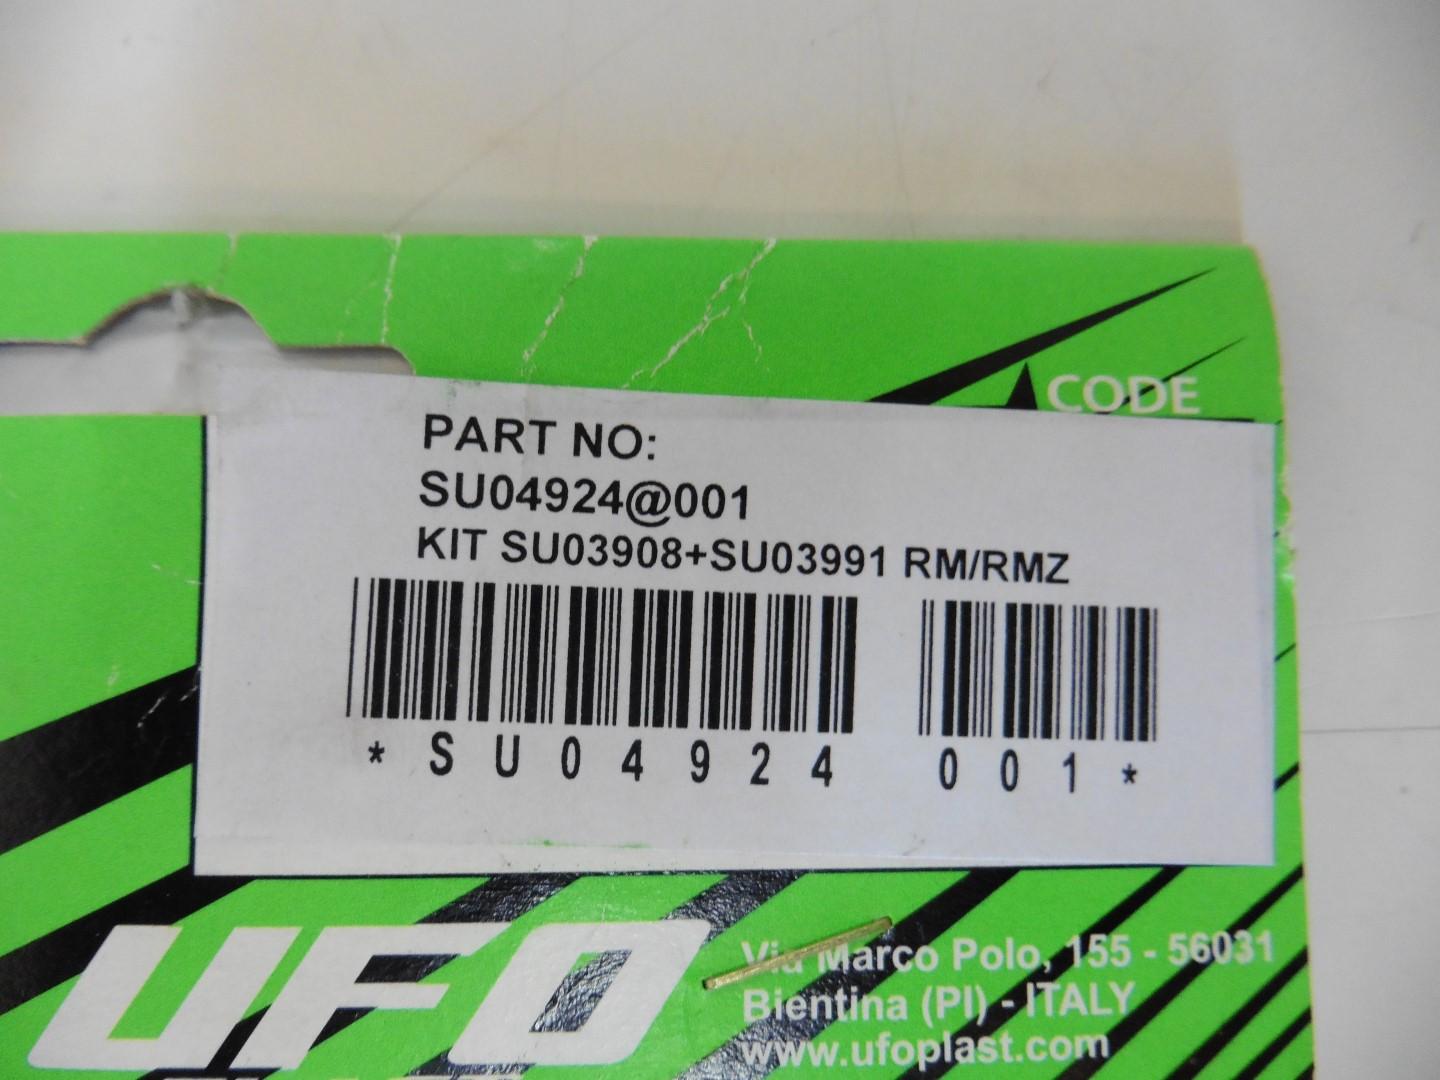 CODE
PART NO:
SU04924@001
KIT SU03908+SU03991 RM/RMZ
*SU04924 001*
UFO
Via Marco Polo, 155 - 56031
Bientina (PI) - ITALY
www.ufoplast.com